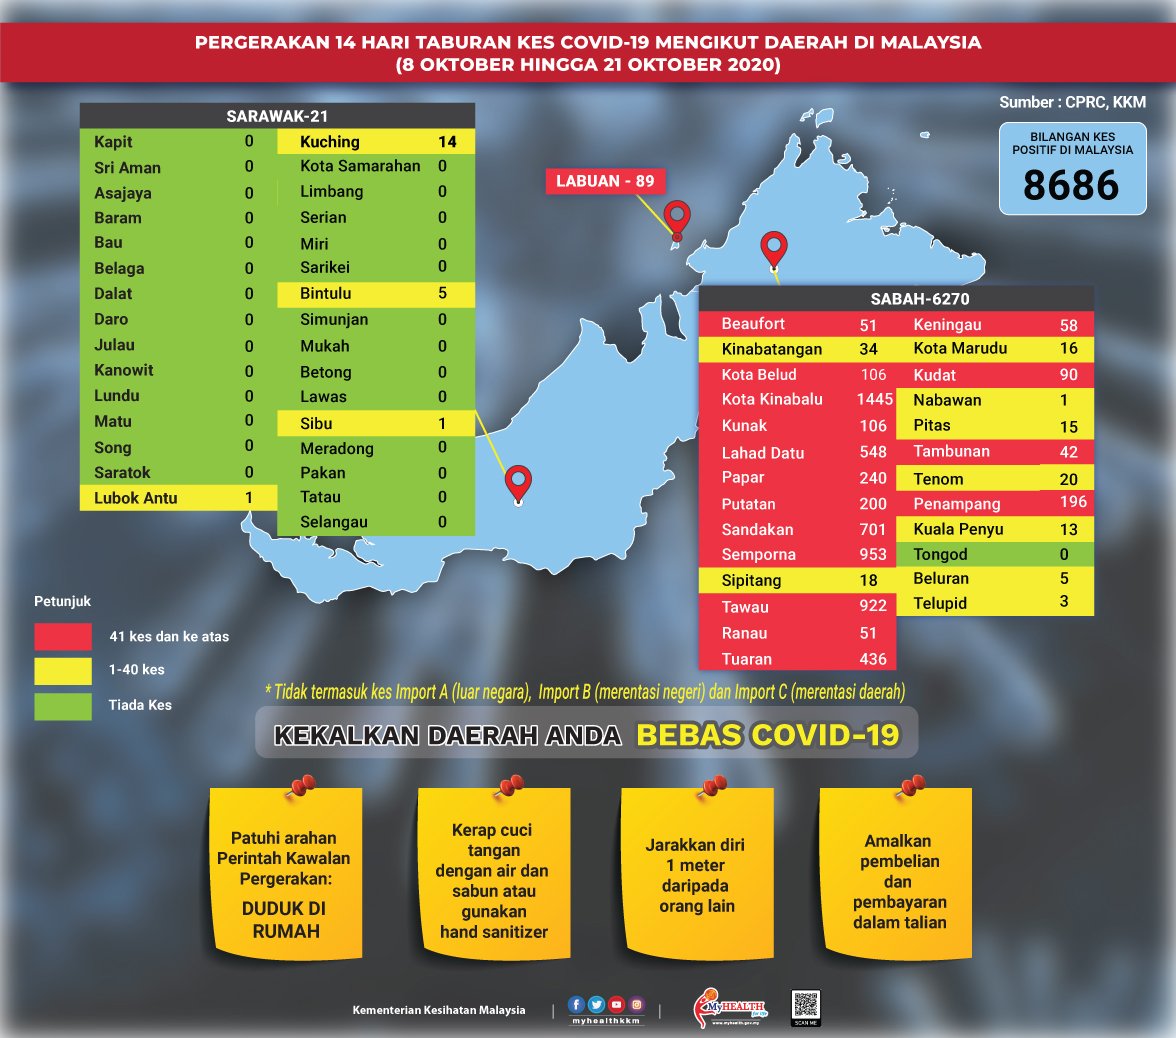 PERGERAKAN 14 HARI TABURAN KES COVID-19 MENGIKUT DAERAH DI MALAYSIA
(8 OKTOBER HINGGA 21 OKTOBER 2020)
Sumber : CPRC, KKM
BILANGAN KES
POSITIF DI MALAYSIA
8686
SARAWAK-21
Kapit 0
Sri Aman 0
Asajaya 0
Baram 0
Bau 0
Belaga 0
Dalat 0
Daro 0
Julau 0
Kanowit 0
Lundu 0
Matu 0
Song 0
Saratok 0
Lubok Antu 1
Kuching 14
Kota Samarahan 0
Limbang 0
Serian 0
Miri 0
Sarikei 0
Bintulu 5
Simunjan 0
Mukah 0
Betong 0
Lawas 0
Sibu 1
Meradong 0
Pakan 0
Tatau 0
Selangau 0
LABUAN - 89
SABAH-6270
Beaufort 51
Kinabatangan 34
Kota Belud 106
Kota Kinabalu 1445
Kunak 106
Lahad Datu 548
Papar 240
Putatan 200
Sandakan 701
Semporna 953
Sipitang 18
Tawau 922
Ranau 51
Tuaran 436
Keningau 58
Kota Marudu 16
Kudat 90
Nabawan 1
Pitas 15
Tambunan 42
Tenom 20
Penampang 196
Kuala Penyu 13
Tongod 0
Beluran 5
Telupid 3
Petunjuk
41 kes dan ke atas
1-40 kes
Tiada Kes
* Tidak termasuk kes Import A (luar negara), Import B (merentasi negeri) dan Import C (merentasi daerah)
KEKALKAN DAERAH ANDA BEBAS COVID-19
Patuhi arahan
Perintah Kawalan
Pergerakan:
DUDUK DI
RUMAH
Kerap cuci
tangan
dengan air dan
sabun atau
gunakan
hand sanitizer
Jarakkan diri
1 meter
daripada
orang lain
Amalkan
pembelian
dan
pembayaran
dalam talian
Kementerian Kesihatan Malaysia
myhealthkkm
MyHEALTH
for life
www.myhealth.gov.my
SCAN ME